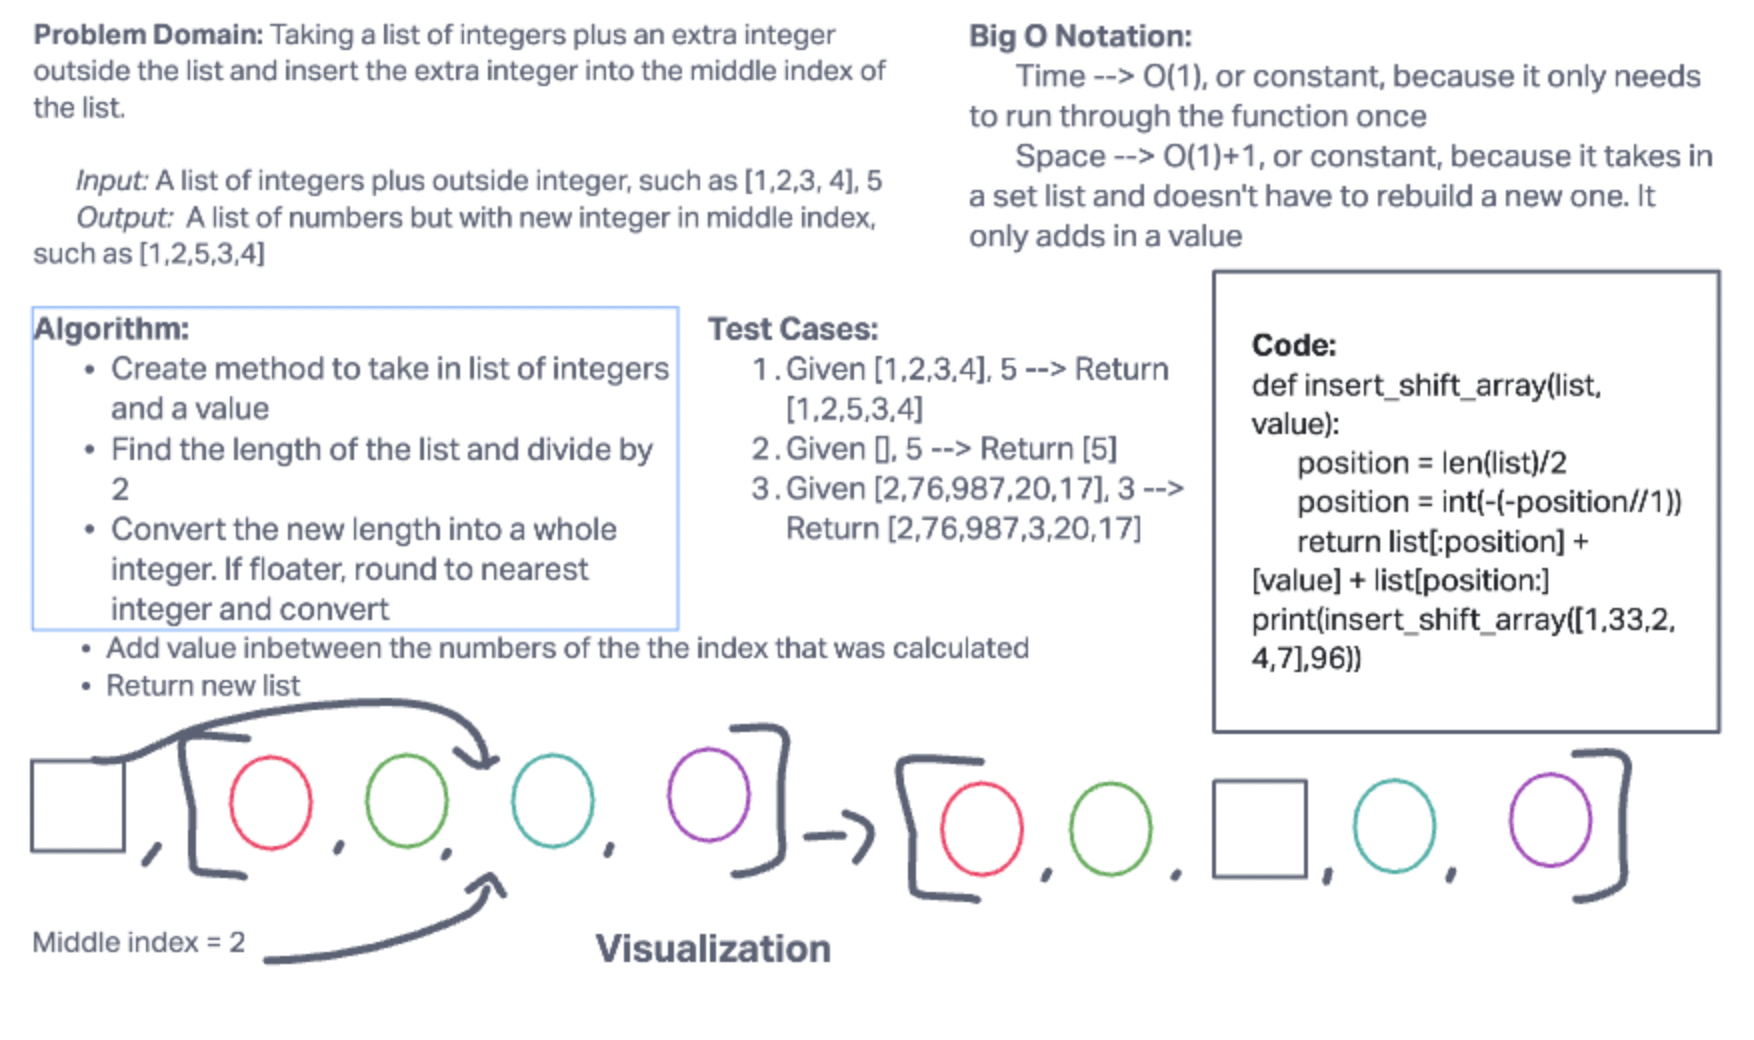 Problem Domain: Taking a list of integers plus an extra integer
outside the list and insert the extra integer into the middle index of
the list.
Input: A list of integers plus outside integer, such as [1,2,3, 4], 5
Output: A list of numbers but with new integer in middle index,
such as [1,2,5,3,4]
Big O Notation:
Time --> O(1), or constant, because it only needs
to run through the function once
Space --> O(1)+1, or constant, because it takes in
a set list and doesn't have to rebuild a new one. It
only adds in a value
Algorithm:
• Create method to take in list of integers
and a value
• Find the length of the list and divide by
2
• Convert the new length into a whole
integer. If floater, round to nearest
integer and convert
• Add value inbetween the numbers of the the index that was calculated
• Return new list
Test Cases:
1. Given [1,2,3,4], 5 --> Return
[1,2,5,3,4]
2. Given [], 5 --> Return [5]
3. Given [2,76,987,20,17], 3 -->
Return [2,76,987,3,20,17]
Code:
def insert_shift_array(list,
value):
position = len(list)/2
position = int(-(-position//1))
return list[:position] +
[value] + list[position:]
print(insert_shift_array([1,33,2,
4,7],96))
Middle index = 2
Visualization